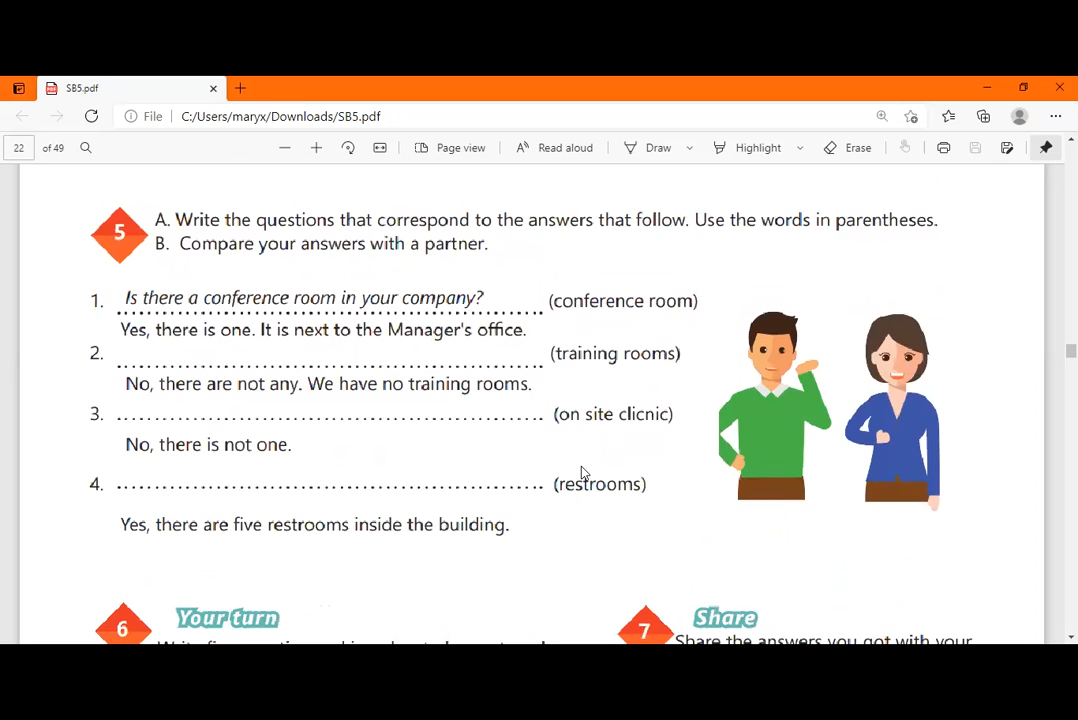 SB5.pdf
File C:/Users/maryx/Downloads/SB5.pdf
22 of 49 Page view Read aloud Draw Highlight Erase
5 A. Write the questions that correspond to the answers that follow. Use the words in parentheses.
B. Compare your answers with a partner.
1. Is there a conference room in your company? (conference room)
Yes, there is one. It is next to the Manager's office.
2. (training rooms)
No, there are not any. We have no training rooms.
3. (on site clicnic)
No, there is not one.
4. (restrooms)
Yes, there are five restrooms inside the building.
6 Your turn
7 Share
Share the answers you got with your